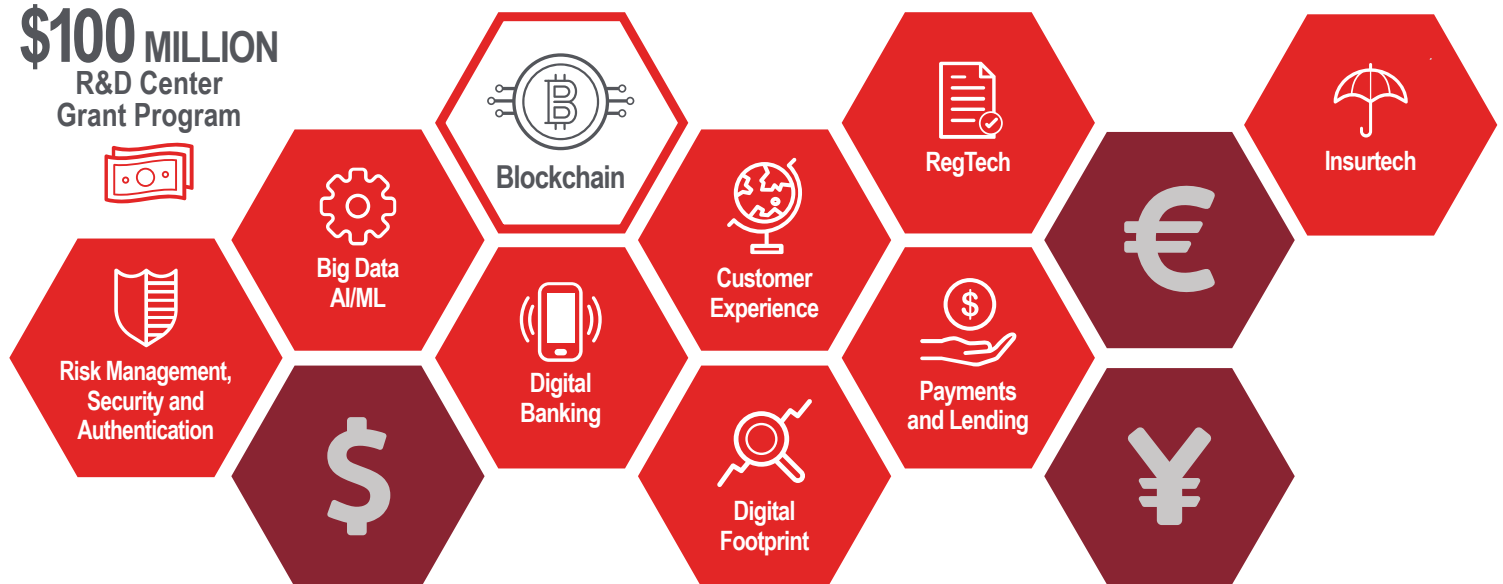 $100 MILLION
R&D Center
Grant Program
Blockchain
RegTech
Insurtech
Big Data
AI/ML
Customer
Experience
€
Risk Management,
Security and
Authentication
Digital
Banking
$
Payments
and Lending
$
Digital
Footprint
¥